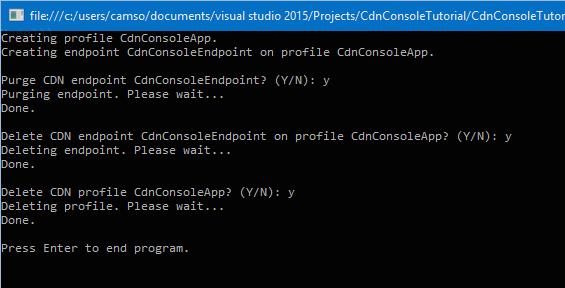 file:///c:/users/camso/documents/visual studio 2015/Projects/CdnConsoleTutorial/CdnConsoleTutor
Creating profile CdnConsoleApp.
Creating endpoint CdnConsoleEndpoint on profile CdnConsoleApp.
Purge CDN endpoint CdnConsoleEndpoint? (Y/N): y
Purging endpoint. Please wait...
Done.
Delete CDN endpoint CdnConsoleEndpoint on profile CdnConsoleApp? (Y/N): y
Deleting endpoint. Please wait...
Done.
Delete CDN profile CdnConsoleApp? (Y/N): y
Deleting profile. Please wait...
Done.
Press Enter to end program.